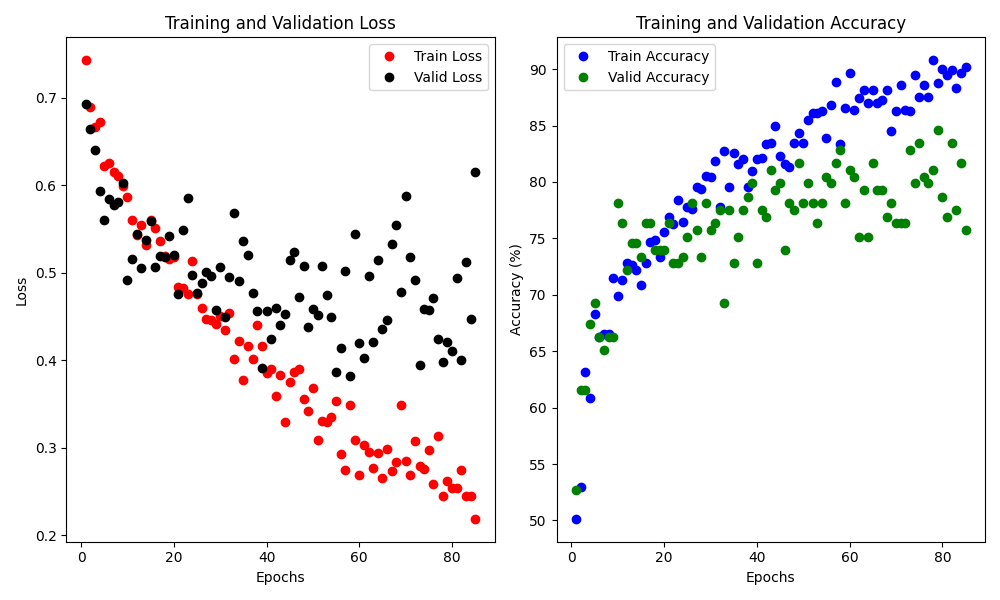 Training and Validation Loss
Train Loss
Valid Loss
0.7
0.6
0.5
0.4
0.3
0.2
Loss
0 20 40 60 80
Epochs
Training and Validation Accuracy
Train Accuracy
Valid Accuracy
90
85
80
75
70
65
60
55
50
Accuracy (%)
0 20 40 60 80
Epochs